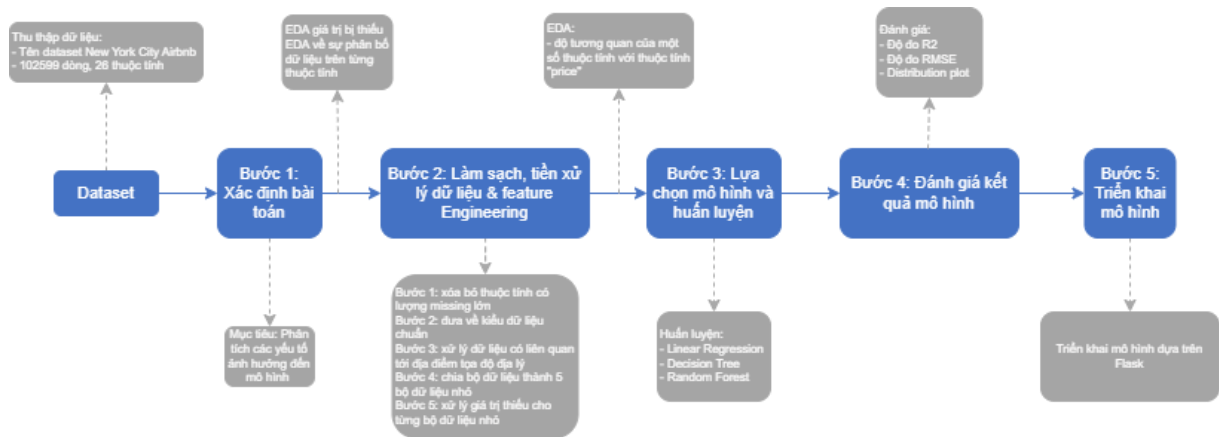 Thu thập dữ liệu:
- Tên dataset New York City Airbnb
- 102599 dòng, 26 thuộc tính
EDA giá trị bị thiếu
EDA về sự phân bố
dữ liệu trên từng
thuộc tính
EDA:
- độ tương quan của một
số thuộc tính với thuộc tính
"price"
Đánh giá:
- Độ đo R2
- Độ đo RMSE
- Distribution plot
Dataset
Bước 1:
Xác định bài
toán
Bước 2: Làm sạch, tiền xử
lý dữ liệu & feature
Engineering
Bước 3: Lựa
chọn mô hình và
huấn luyện
Bước 4: Đánh giá kết
quả mô hình
Bước 5:
Triển khai
mô hình
Mục tiêu: Phân
tích các yếu tố
ảnh hưởng đến
mô hình
Bước 1: xóa bỏ thuộc tính có
lượng missing lớn
Bước 2: đưa về kiểu dữ liệu
chuẩn
Bước 3: xử lý dữ liệu có liên quan
tới địa điểm tọa độ địa lý
Bước 4: chia bộ dữ liệu thành 5
bộ dữ liệu nhỏ
Bước 5: xử lý giá trị thiếu cho
từng bộ dữ liệu nhỏ
Huấn luyện:
- Linear Regression
- Decision Tree
- Random Forest
Triển khai mô hình dựa trên
Flask